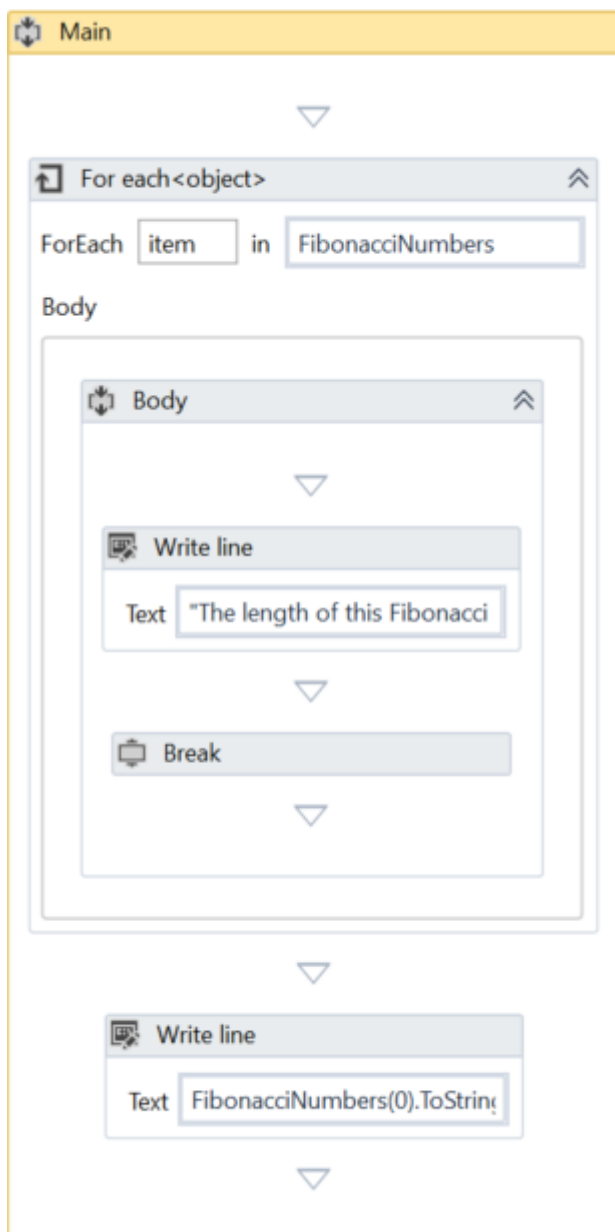 Main
For each<object>
ForEach item in FibonacciNumbers
Body
Body
Write line
Text "The length of this Fibonacci
Break
Write line
Text FibonacciNumbers(0).ToString